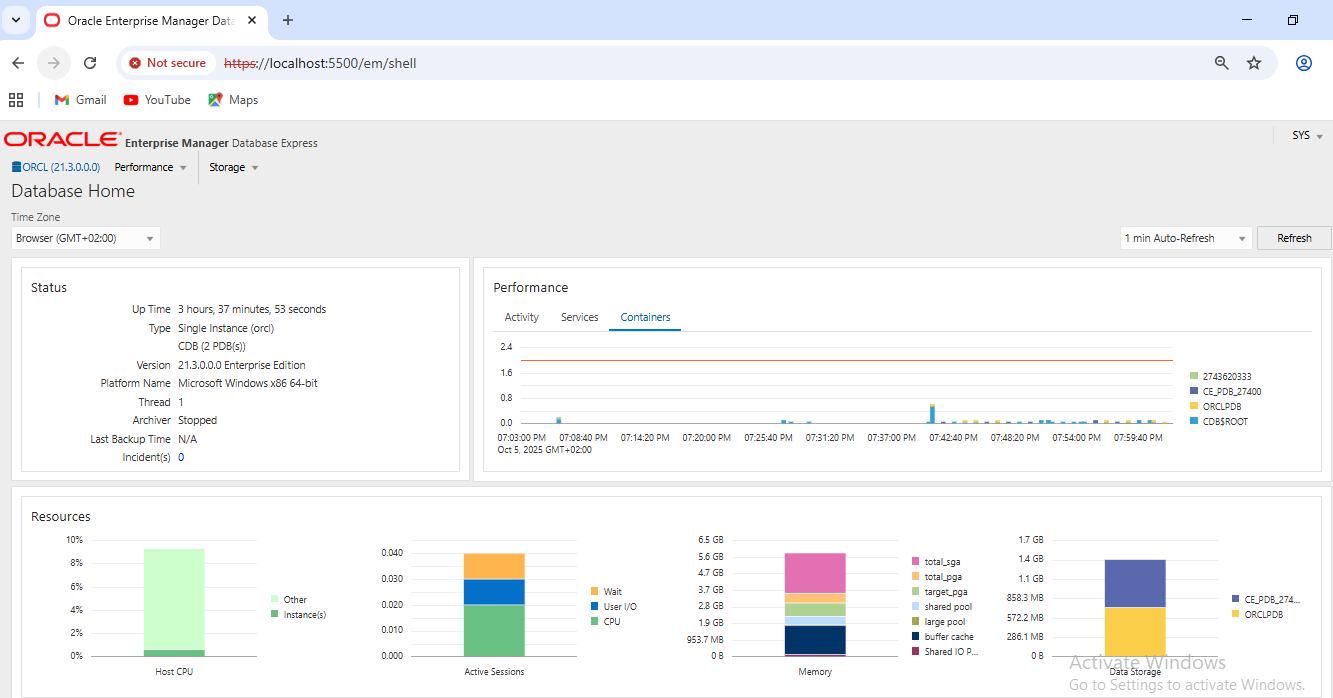 Oracle Enterprise Manager Data
Not secure https://localhost:5500/em/shell
Gmail YouTube Maps
ORACLE Enterprise Manager Database Express
SYS
ORCL (21.3.0.0.0) Performance Storage
Database Home
Time Zone
Browser (GMT+02:00) 1 min Auto-Refresh Refresh
Status
Up Time 3 hours, 37 minutes, 53 seconds
Type Single Instance (orcl)
CDB (2 PDB(s))
Version 21.3.0.0.0 Enterprise Edition
Platform Name Microsoft Windows x86 64-bit
Thread 1
Archiver Stopped
Last Backup Time N/A
Incident(s) 0
Performance
Activity Services Containers
2.4
1.6
0.8
0.0
07:03:00 PM 07:08:40 PM 07:14:20 PM 07:20:00 PM 07:25:40 PM 07:31:20 PM 07:37:00 PM 07:42:40 PM 07:48:20 PM 07:54:00 PM 07:59:40 PM
Oct 5, 2025 GMT+02:00
2743620333
CE_PDB_27400
ORCLPDB
CDB$ROOT
Resources
10%
8%
6%
4%
2%
0%
Host CPU
Other
Instance(s)
0.040
0.030
0.020
0.010
0.000
Active Sessions
Wait
User I/O
CPU
6.5 GB
5.6 GB
4.7 GB
3.7 GB
2.8 GB
1.9 GB
953.7 MB
0 B
Memory
total_sga
total_pga
target_pga
shared pool
large pool
buffer cache
Shared IO P...
1.7 GB
1.4 GB
1.1 GB
858.3 MB
572.2 MB
286.1 MB
0 B
Data Storage
CE_PDB_274...
ORCLPDB
Activate Windows
Go to Settings to activate Windows.